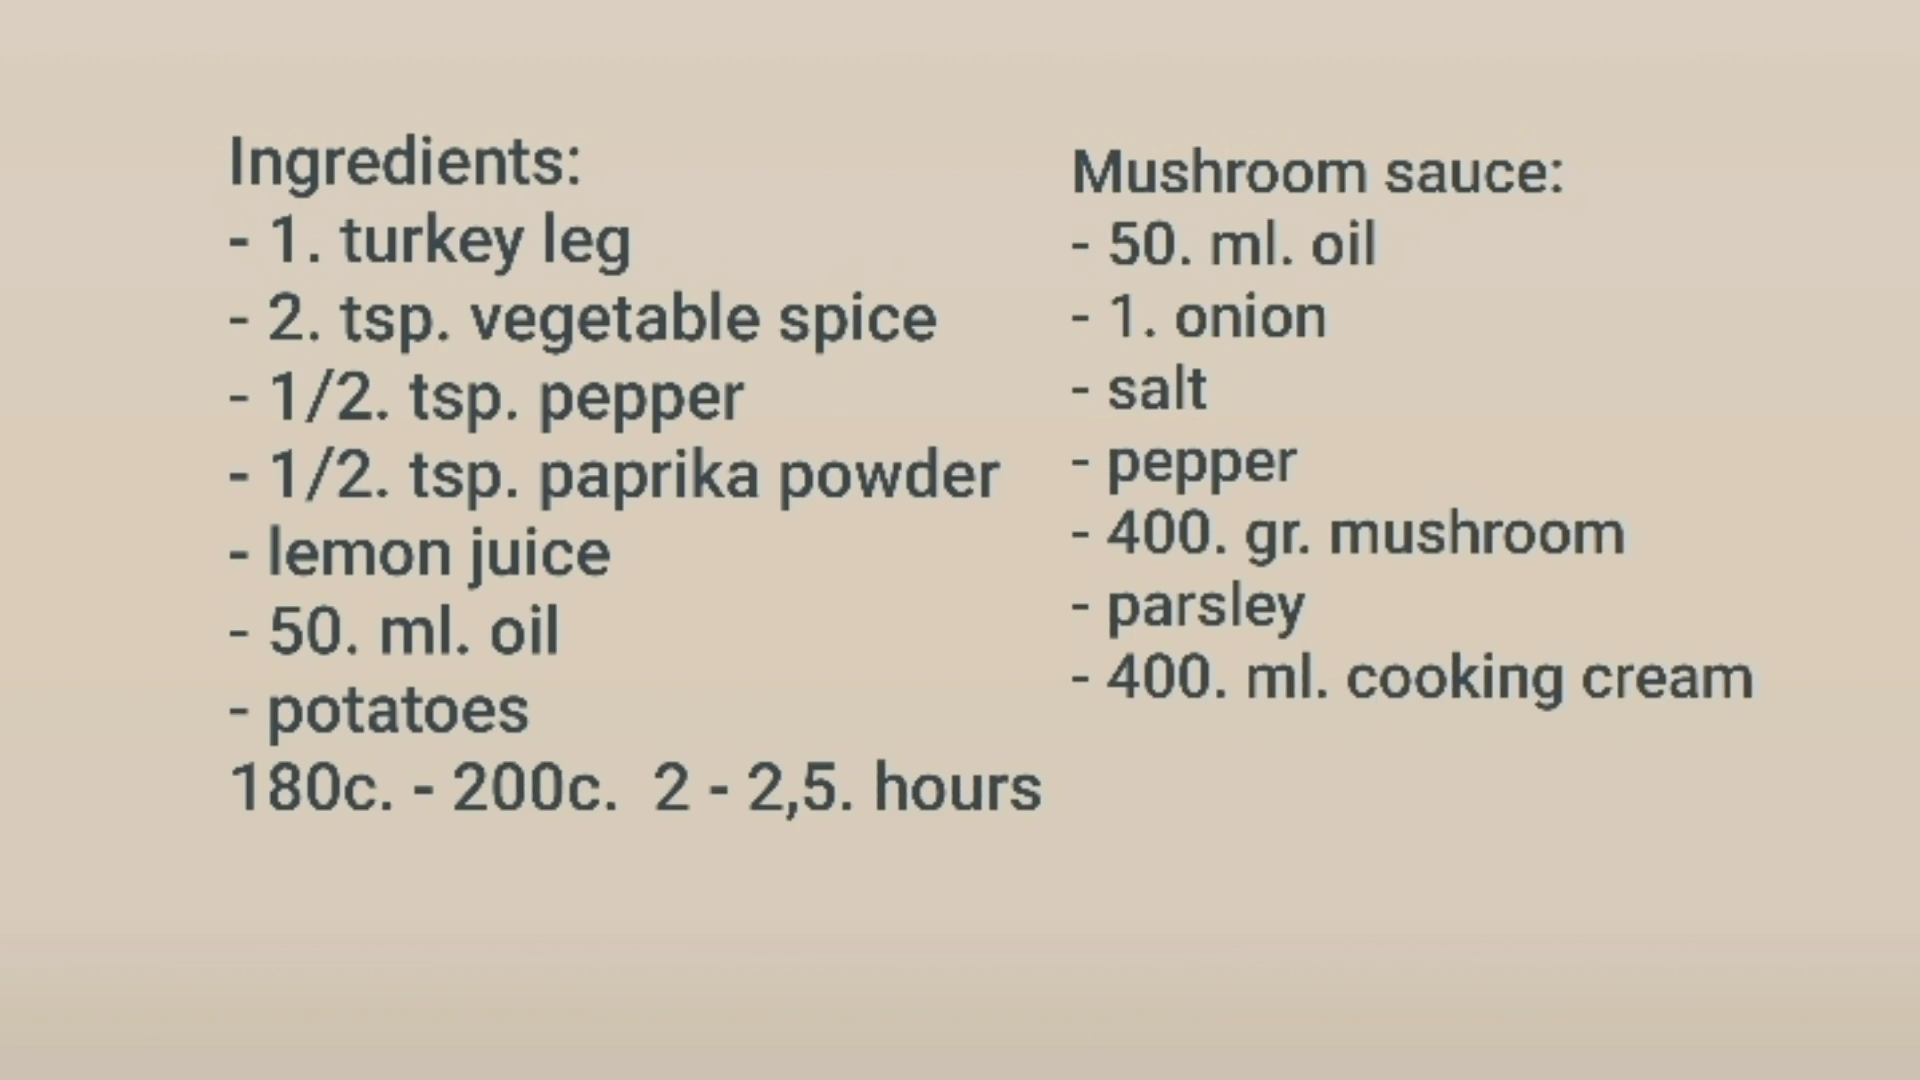 Ingredients:
- 1. turkey leg
- 2. tsp. vegetable spice
- 1/2. tsp. pepper
- 1/2. tsp. paprika powder
- lemon juice
- 50. ml. oil
- potatoes
180c. - 200c.  2 - 2,5. hours
Mushroom sauce:
- 50. ml. oil
- 1. onion
- salt
- pepper
- 400. gr. mushroom
- parsley
- 400. ml. cooking cream